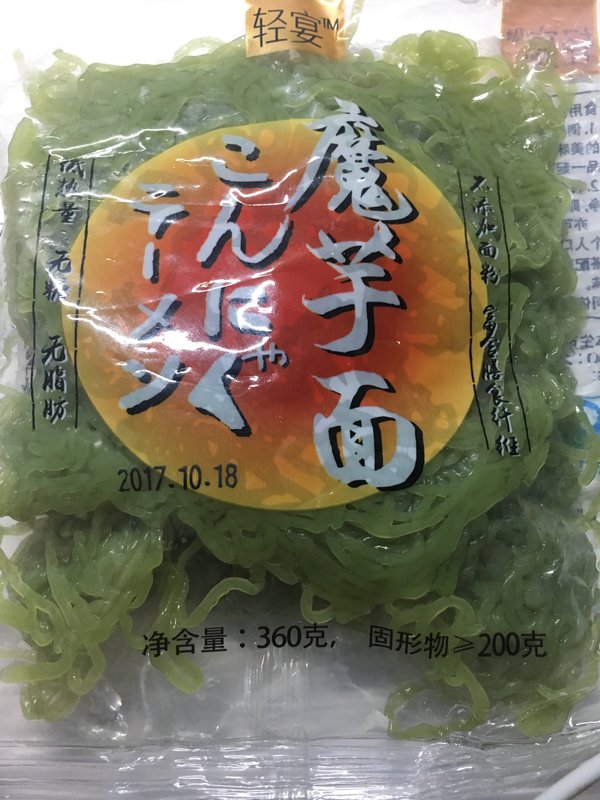 轻宴™
魔芋面
こんにゃく
ラーメン
低热量 无糖 无脂肪
不添加面粉 富含膳食纤维
2017.10.18
净含量：360克， 固形物≥200克